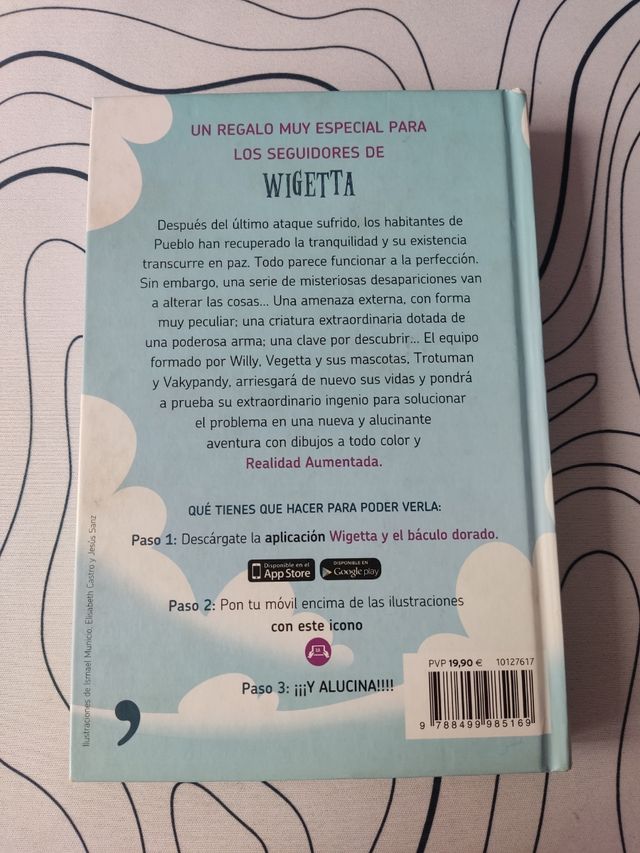 UN REGALO MUY ESPECIAL PARA
LOS SEGUIDORES DE
WIGETTA
Después del último ataque sufrido, los habitantes de
Pueblo han recuperado la tranquilidad y su existencia
transcurre en paz. Todo parece funcionar a la perfección.
Sin embargo, una serie de misteriosas desapariciones van
a alterar las cosas... Una amenaza externa, con forma
muy peculiar; una criatura extraordinaria dotada de
una poderosa arma; una clave por descubrir... El equipo
formado por Willy, Vegetta y sus mascotas, Trotuman
y Vakypandy, arriesgará de nuevo sus vidas y pondrá
a prueba su extraordinario ingenio para solucionar
el problema en una nueva y alucinante
aventura con dibujos a todo color y
Realidad Aumentada.
QUÉ TIENES QUE HACER PARA PODER VERLA:
Paso 1: Descárgate la aplicación Wigetta y el báculo dorado.
Disponible en el
App Store
DISPONIBLE EN
Google play
Paso 2: Pon tu móvil encima de las ilustraciones
con este icono
Paso 3: ¡¡¡Y ALUCINA!!!!
PVP 19,90 € 10127617
9 788499 985169
Ilustraciones de Ismael Municio, Elisabeth Castro y Jesús Sanz